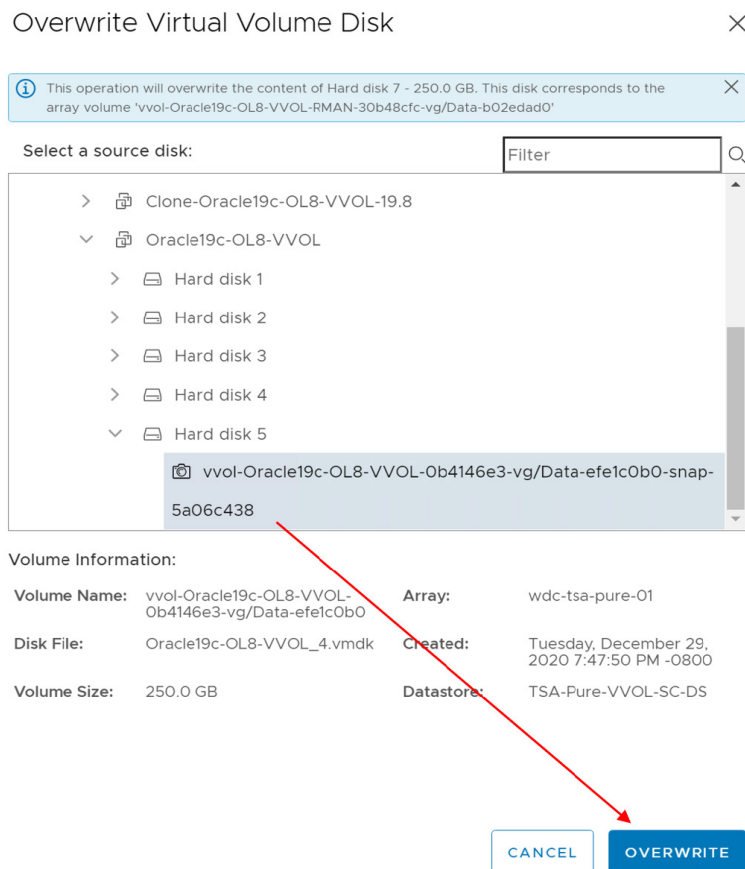 Overwrite Virtual Volume Disk
This operation will overwrite the content of Hard disk 7 - 250.0 GB. This disk corresponds to the
array volume 'vvol-Oracle19c-OL8-VVOL-RMAN-30b48cfc-vg/Data-b02edad0'
Select a source disk:
Filter
Clone-Oracle19c-OL8-VVOL-19.8
Oracle19c-OL8-VVOL
Hard disk 1
Hard disk 2
Hard disk 3
Hard disk 4
Hard disk 5
vvol-Oracle19c-OL8-VVOL-0b4146e3-vg/Data-efe1c0b0-snap-
5a06c438
Volume Information:
Volume Name: vvol-Oracle19c-OL8-VVOL- Array: wdc-tsa-pure-01
0b4146e3-vg/Data-efe1c0b0
Disk File: Oracle19c-OL8-VVOL_4.vmdk Created: Tuesday, December 29,
2020 7:47:50 PM -0800
Volume Size: 250.0 GB Datastore: TSA-Pure-VVOL-SC-DS
CANCEL OVERWRITE